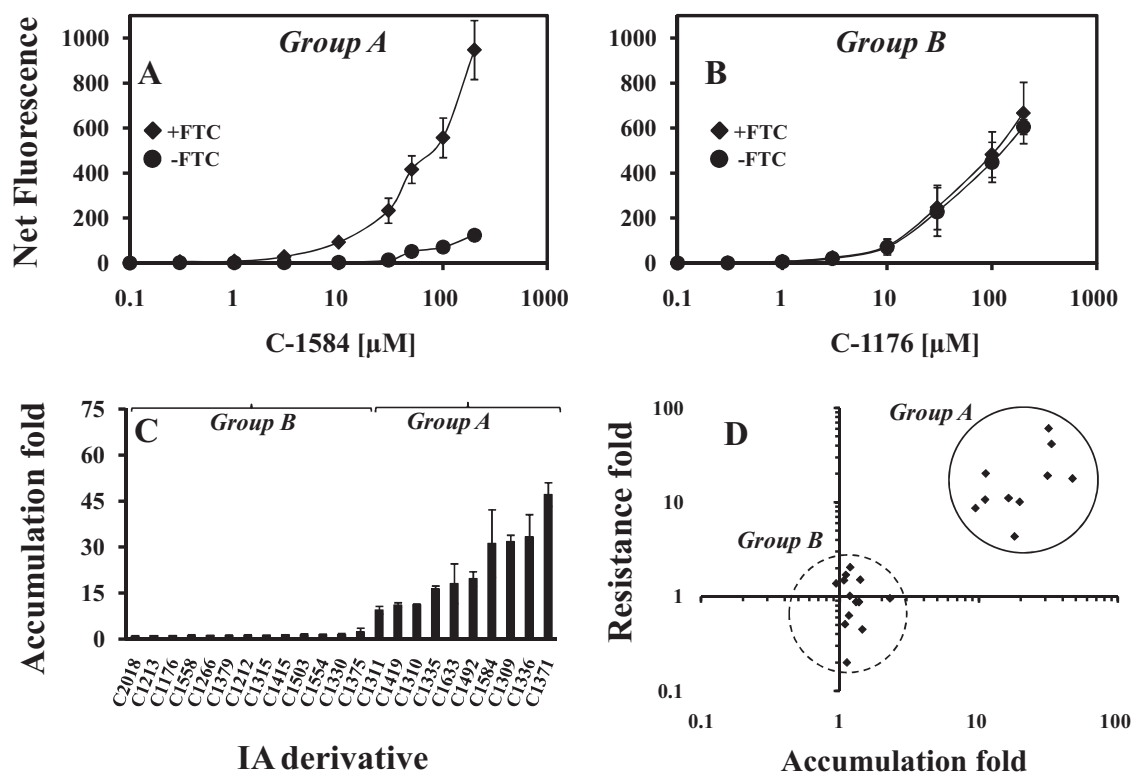 Group A
A
1000
800
600
400
200
0
+FTC
-FTC
Net Fluorescence
0.1 1 10 100 1000
C-1584 [µM]
Group B
B
1000
800
600
400
200
0
+FTC
-FTC
0.1 1 10 100 1000
C-1176 [µM]
C
Group B
Group A
75
60
45
30
15
0
Accumulation fold
C2018
C1213
C1176
C1558
C1266
C1379
C1212
C1315
C1415
C1503
C1554
C1330
C1375
C1311
C1419
C1310
C1335
C1633
C1492
C1584
C1309
C1336
C1371
IA derivative
D
Group A
Group B
100
10
1
0.1
Resistance fold
0.1 1 10 100
Accumulation fold